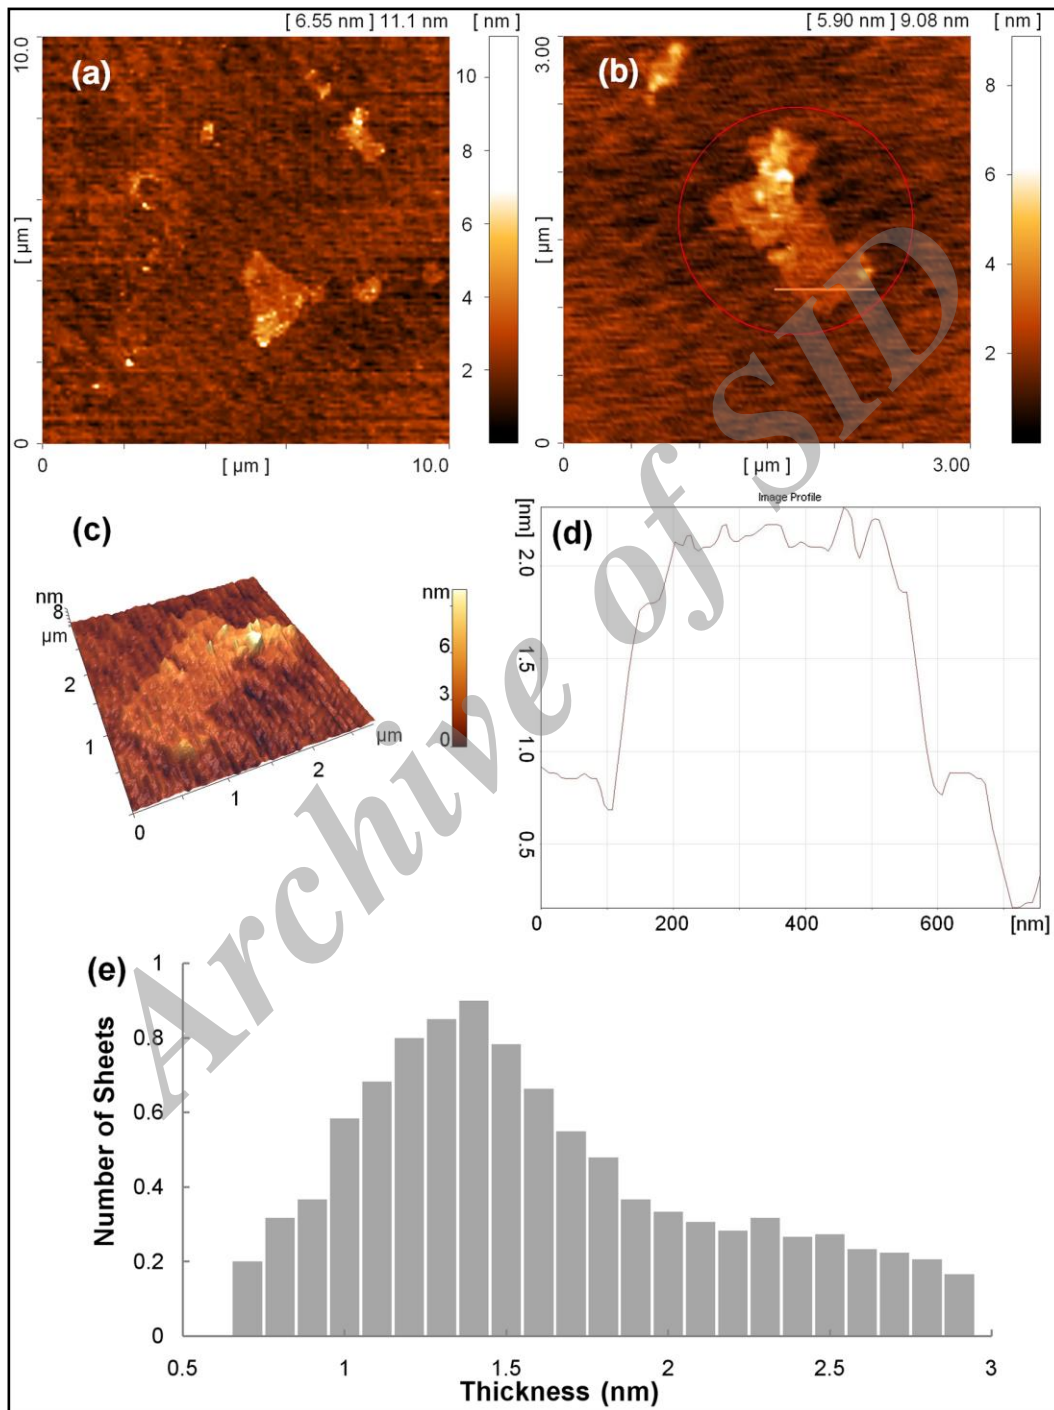 [ 6.55 nm ] 11.1 nm [ nm ]
10.0
(a)
[ µm ]
0
0 [ µm ] 10.0
10
8
6
4
2
[ 5.90 nm ] 9.08 nm [ nm ]
3.00
(b)
[ µm ]
0
0 [ µm ] 3.00
8
6
4
2
(c)
nm
8
µm
2
1
0
1
2
µm
nm
6
3
0
Image Profile
[nm]
(d)
2.0
1.5
1.0
0.5
0 200 400 600 [nm]
(e)
Number of Sheets
1
0.8
0.6
0.4
0.2
0
0.5 1 1.5 2 2.5 3
Thickness (nm)
Archive of SID